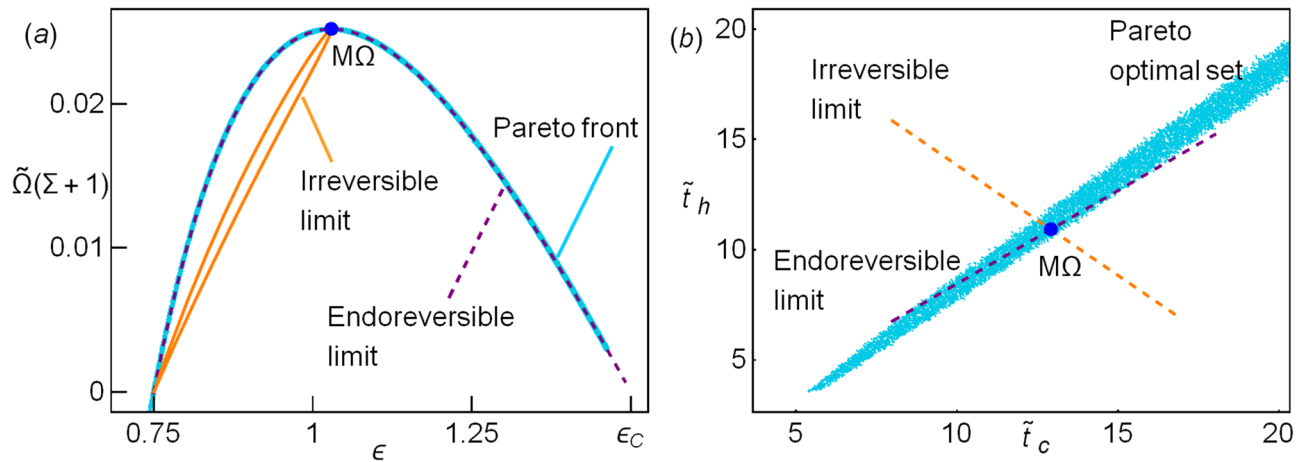 (a)
MΩ
0.02
Pareto front
Ω̃(Σ + 1)
Irreversible
limit
0.01
Endoreversible
limit
0
0.75
1
1.25
ϵ_C
ϵ
(b)
20
Pareto
optimal set
Irreversible
limit
15
t̃_h
10
MΩ
Endoreversible
limit
5
5
10
15
20
t̃_c